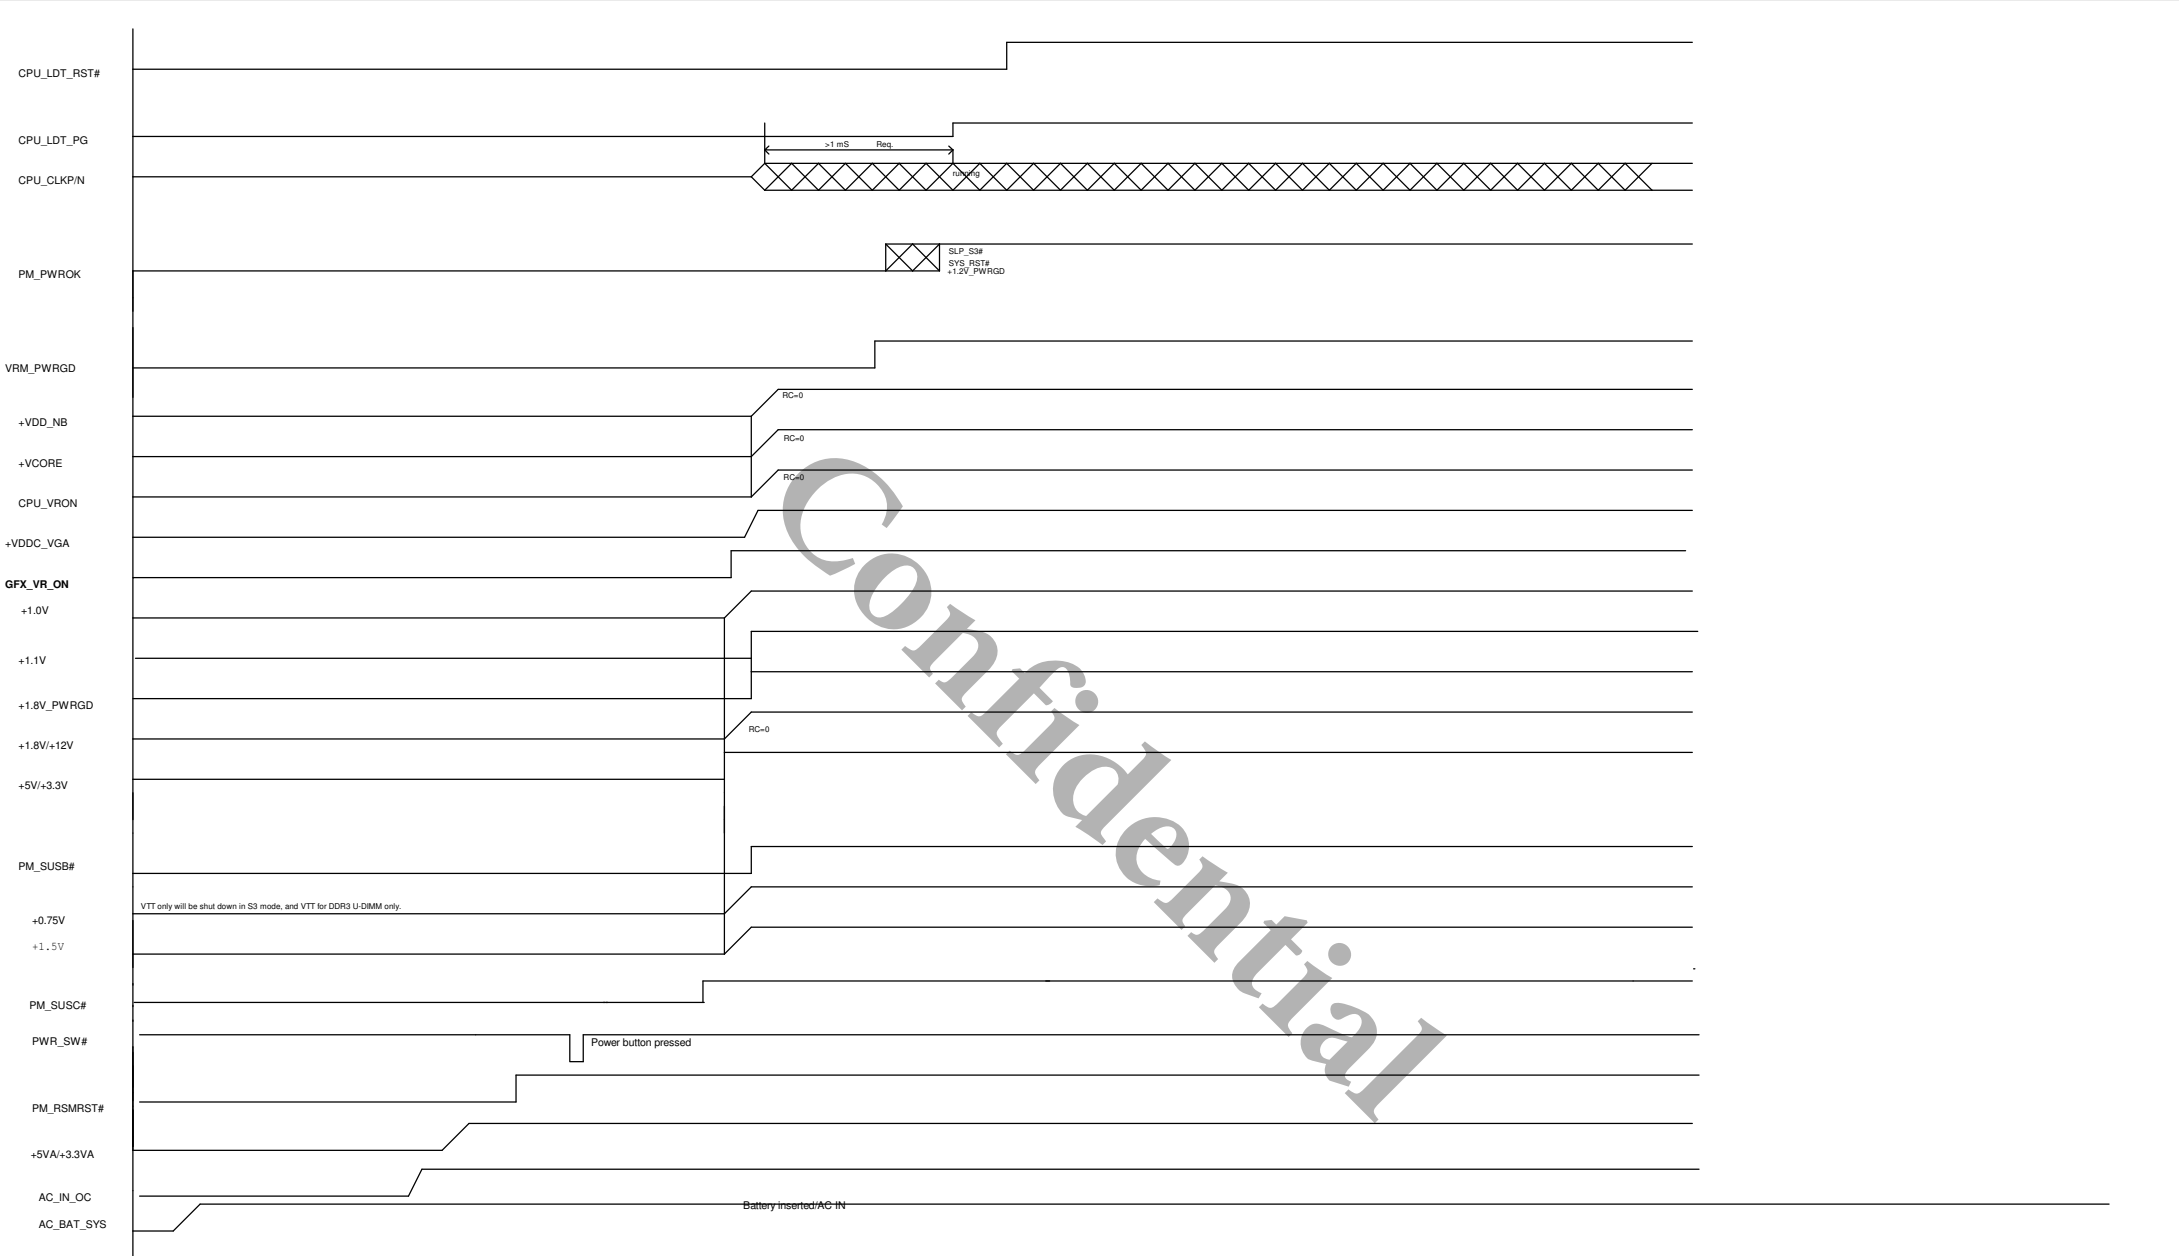 CPU_LDT_RST#
CPU_LDT_PG
>1 mS Req.
CPU_CLKP/N
running
SLP_S3#
SYS_RST#
+1.2V_PWRGD
PM_PWROK
VRM_PWRGD
RC=0
+VDD_NB
RC=0
+VCORE
RC=0
CPU_VRON
+VDDC_VGA
GFX_VR_ON
+1.0V
+1.1V
+1.8V_PWRGD
RC=0
+1.8V/+12V
+5V/+3.3V
PM_SUSB#
VTT only will be shut down in S3 mode, and VTT for DDR3 U-DIMM only.
+0.75V
+1.5V
PM_SUSC#
PWR_SW#
Power button pressed
PM_RSMRST#
+5VA/+3.3VA
AC_IN_OC
Battery inserted/AC IN
AC_BAT_SYS
Confidential